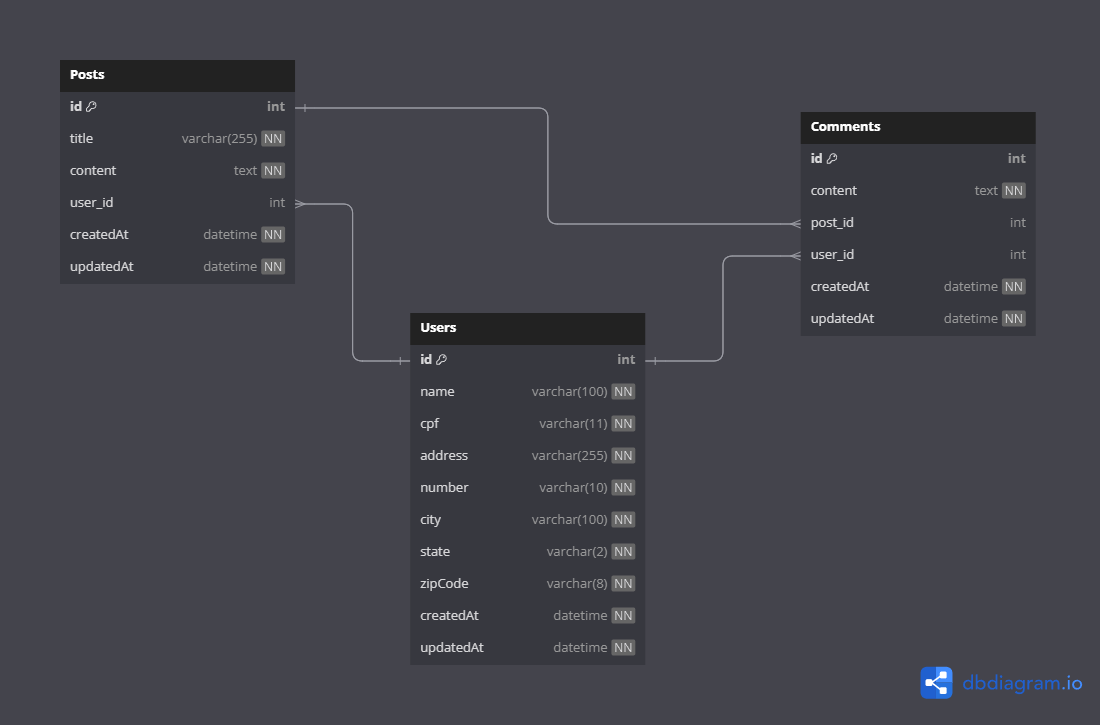 Posts
id int
title varchar(255) NN
content text NN
user_id int
createdAt datetime NN
updatedAt datetime NN
Comments
id int
content text NN
post_id int
user_id int
createdAt datetime NN
updatedAt datetime NN
Users
id int
name varchar(100) NN
cpf varchar(11) NN
address varchar(255) NN
number varchar(10) NN
city varchar(100) NN
state varchar(2) NN
zipCode varchar(8) NN
createdAt datetime NN
updatedAt datetime NN
dbdiagram.io